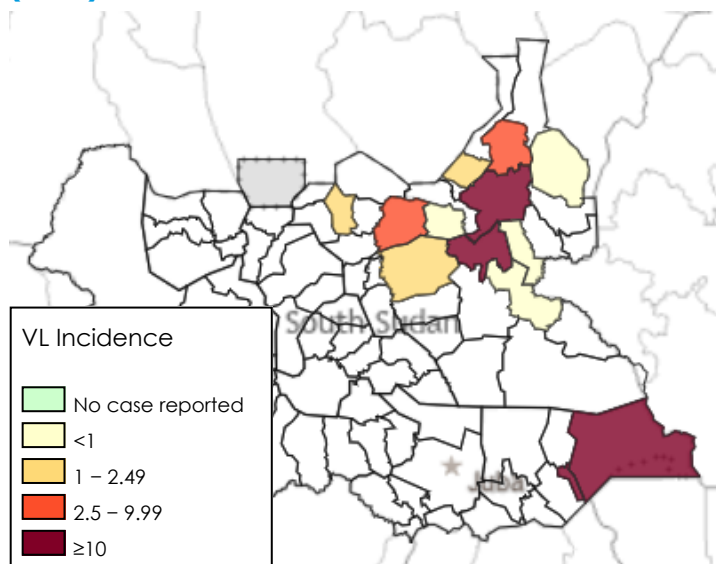 South Sudan
VL Incidence
No case reported
<1
1 – 2.49
Juba
2.5 – 9.99
≥10